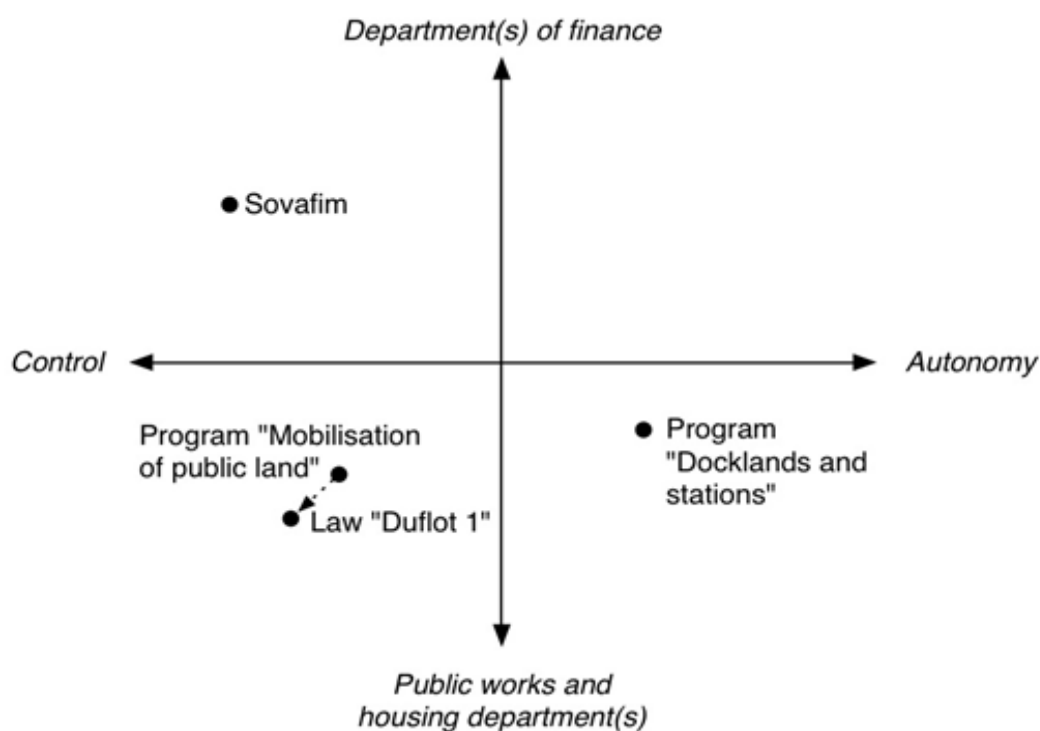 Department(s) of finance
Sovafim
Control
Autonomy
Program "Mobilisation
of public land"
Program
"Docklands and
stations"
Law "Duflot 1"
Public works and
housing department(s)